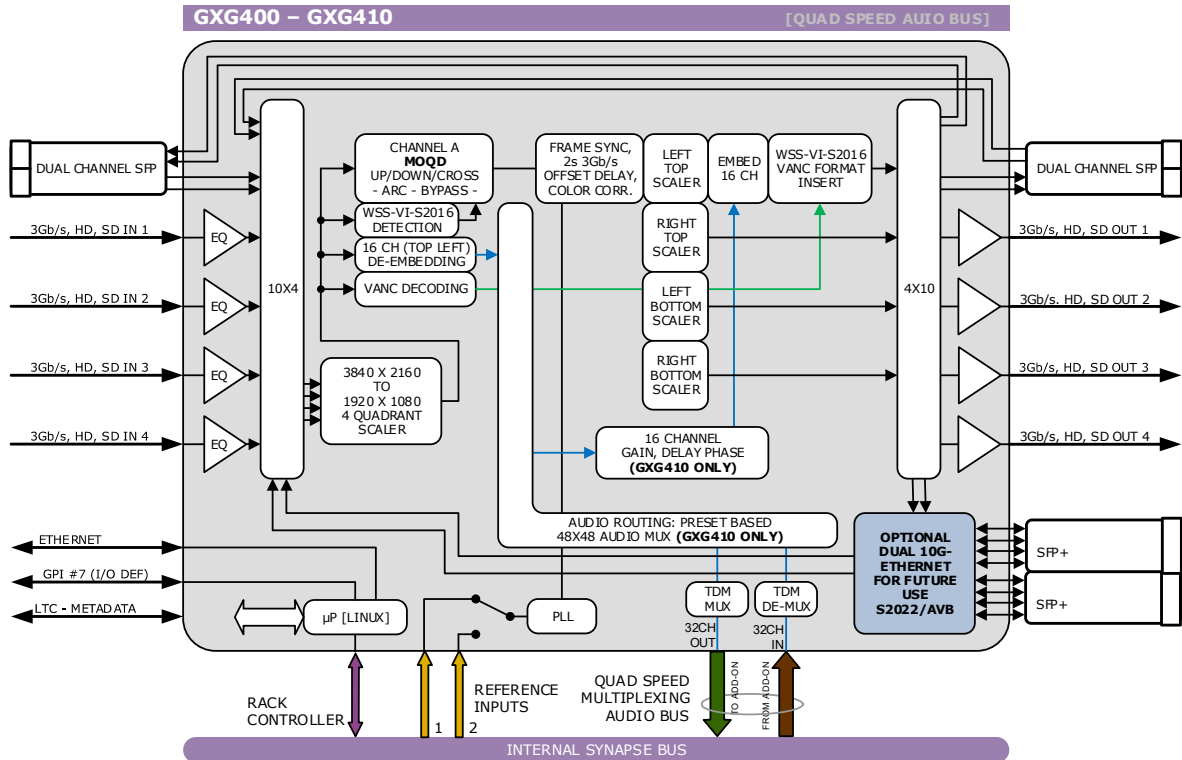 GXG400 – GXG410
[QUAD SPEED AUIO BUS]
DUAL CHANNEL SFP
3Gb/s, HD, SD IN 1
3Gb/s, HD, SD IN 2
3Gb/s, HD, SD IN 3
3Gb/s, HD, SD IN 4
EQ
EQ
EQ
EQ
10X4
CHANNEL A
MOQD
UP/DOWN/CROSS
- ARC - BYPASS -
WSS-VI-S2016
DETECTION
16 CH (TOP LEFT)
DE-EMBEDDING
VANC DECODING
3840 X 2160
TO
1920 X 1080
4 QUADRANT
SCALER
FRAME SYNC,
2s 3Gb/s
OFFSET DELAY,
COLOR CORR.
LEFT
TOP
SCALER
EMBED
16 CH
WSS-VI-S2016
VANC FORMAT
INSERT
RIGHT
TOP
SCALER
LEFT
BOTTOM
SCALER
RIGHT
BOTTOM
SCALER
16 CHANNEL
GAIN, DELAY PHASE
(GXG410 ONLY)
AUDIO ROUTING: PRESET BASED
48X48 AUDIO MUX (GXG410 ONLY)
4X10
DUAL CHANNEL SFP
3Gb/s, HD, SD OUT 1
3Gb/s. HD, SD OUT 2
3Gb/s, HD, SD OUT 3
3Gb/s, HD, SD OUT 4
OPTIONAL
DUAL 10G-
ETHERNET
FOR FUTURE
USE
S2022/AVB
SFP+
SFP+
ETHERNET
GPI #7 (I/O DEF)
LTC - METADATA
µP [LINUX]
PLL
TDM
MUX
TDM
DE-MUX
32CH
OUT
32CH
IN
RACK
CONTROLLER
1
2
REFERENCE
INPUTS
QUAD SPEED
MULTIPLEXING
AUDIO BUS
TO ADD-ON
FROM ADD-ON
INTERNAL SYNAPSE BUS